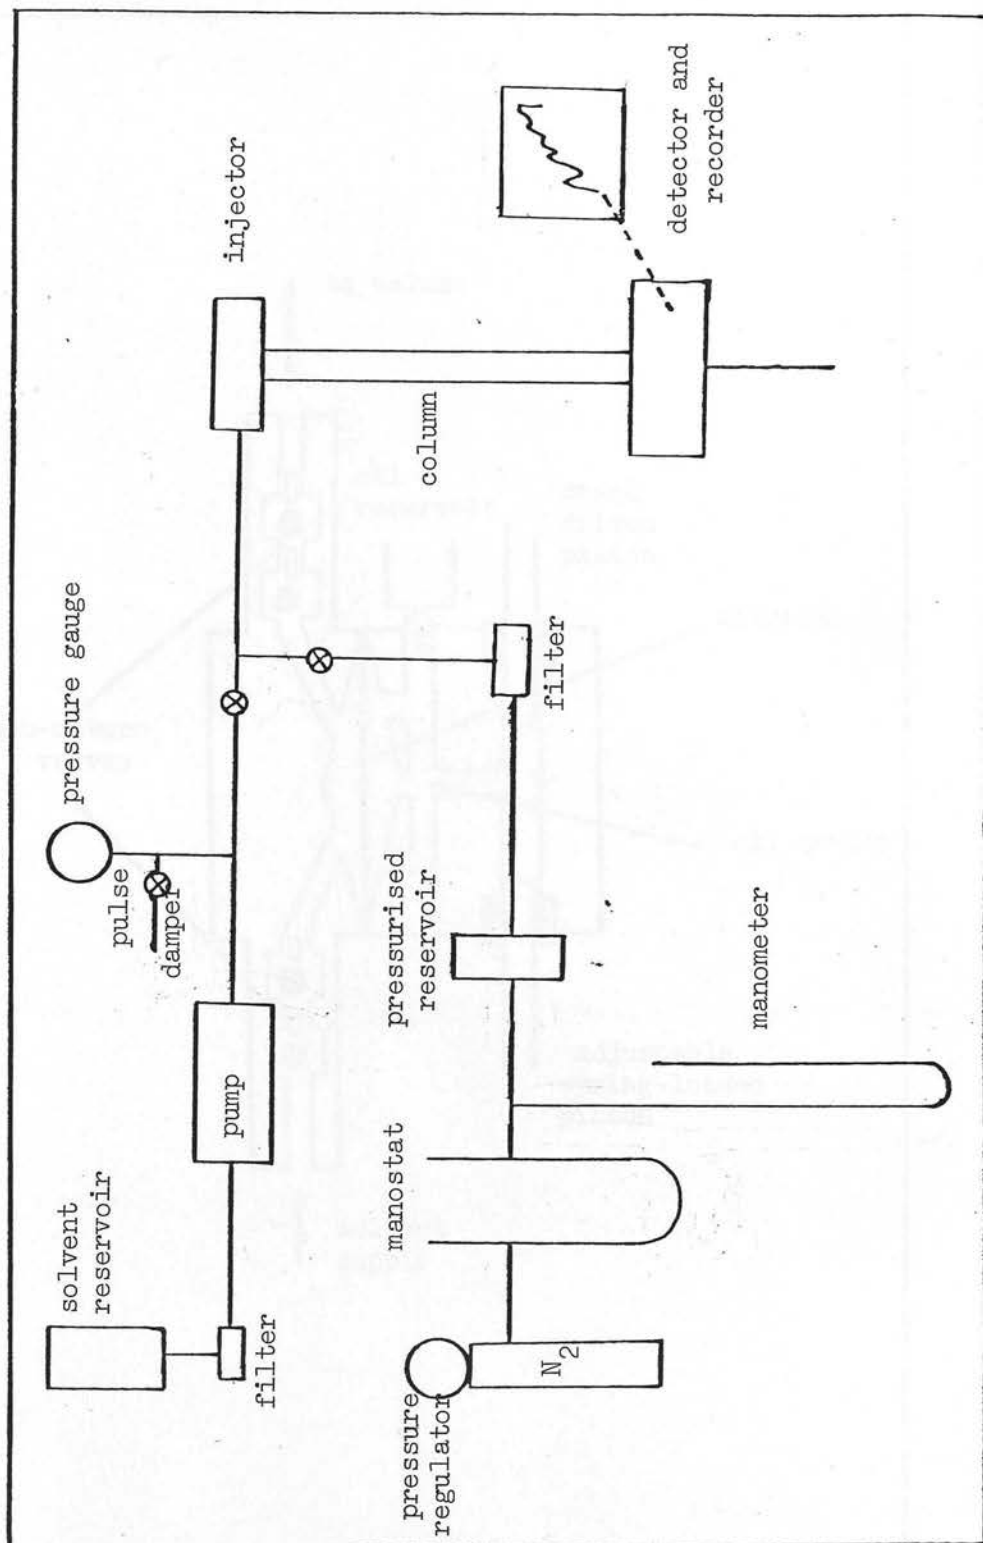 solvent
reservoir
filter
pump
pulse
damper
pressure gauge
injector
column
detector and
recorder
pressure
regulator
N2
manostat
manometer
pressurised
reservoir
filter